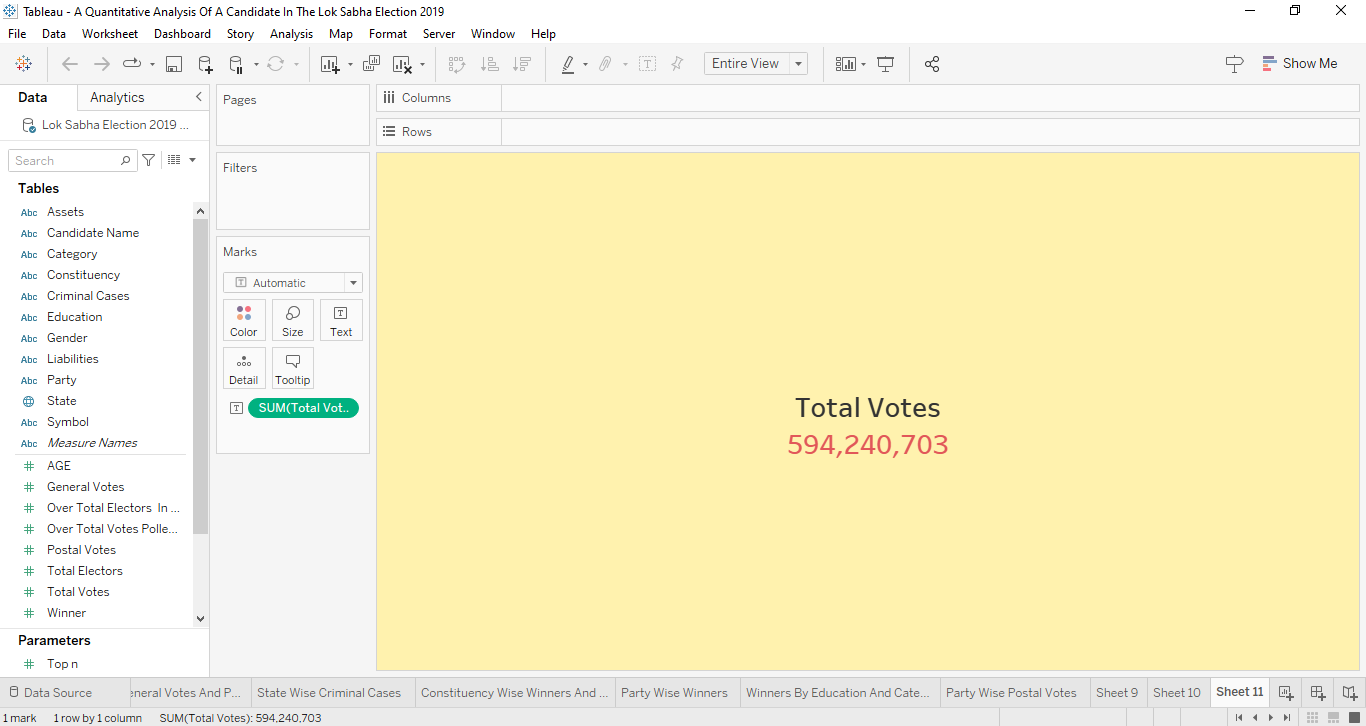 Tableau - A Quantitative Analysis Of A Candidate In The Lok Sabha Election 2019
File Data Worksheet Dashboard Story Analysis Map Format Server Window Help
Entire View
Show Me
Data Analytics
Lok Sabha Election 2019 ...
Search
Tables
Abc Assets
Abc Candidate Name
Abc Category
Abc Constituency
Abc Criminal Cases
Abc Education
Abc Gender
Abc Liabilities
Abc Party
State
Abc Symbol
Abc Measure Names
# AGE
# General Votes
# Over Total Electors In ...
# Over Total Votes Polle...
# Postal Votes
# Total Electors
# Total Votes
# Winner
Parameters
# Top n
Pages
Filters
Marks
T Automatic
Color Size T Text
Detail Tooltip
T SUM(Total Vot..
Columns
Rows
Total Votes
594,240,703
Data Source eneral Votes And P... State Wise Criminal Cases Constituency Wise Winners And ... Party Wise Winners Winners By Education And Cate... Party Wise Postal Votes Sheet 9 Sheet 10 Sheet 11
1 mark 1 row by 1 column SUM(Total Votes): 594,240,703